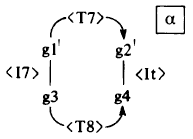 <T7>
α
g1' g2'
<I7> <It>
g3 g4
<T8>